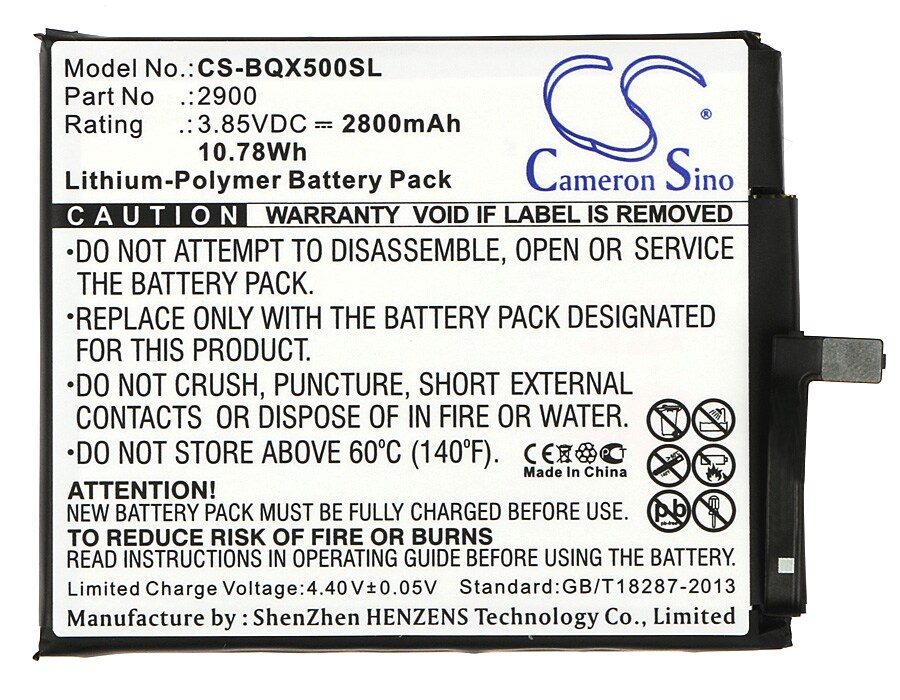 Model No.:CS-BQX500SL
Part No .:2900
Rating .:3.85VDC ⎓ 2800mAh
10.78Wh
Lithium-Polymer Battery Pack
CS ®
Cameron Sino
CAUTION WARRANTY VOID IF LABEL IS REMOVED
·DO NOT ATTEMPT TO DISASSEMBLE, OPEN OR SERVICE
THE BATTERY PACK.
·REPLACE ONLY WITH THE BATTERY PACK DESIGNATED
FOR THIS PRODUCT.
·DO NOT CRUSH, PUNCTURE, SHORT EXTERNAL
CONTACTS OR DISPOSE OF IN FIRE OR WATER.
·DO NOT STORE ABOVE 60°C (140°F).
CE PCT
Made In China
pb
pb-free
ATTENTION!
NEW BATTERY PACK MUST BE FULLY CHARGED BEFORE USE.
TO REDUCE RISK OF FIRE OR BURNS
READ INSTRUCTIONS IN OPERATING GUIDE BEFORE USING THE BATTERY.
Limited Charge Voltage:4.40V±0.05V Standard:GB/T18287-2013
Manufacture by : ShenZhen HENZENS Technology Co., Limited